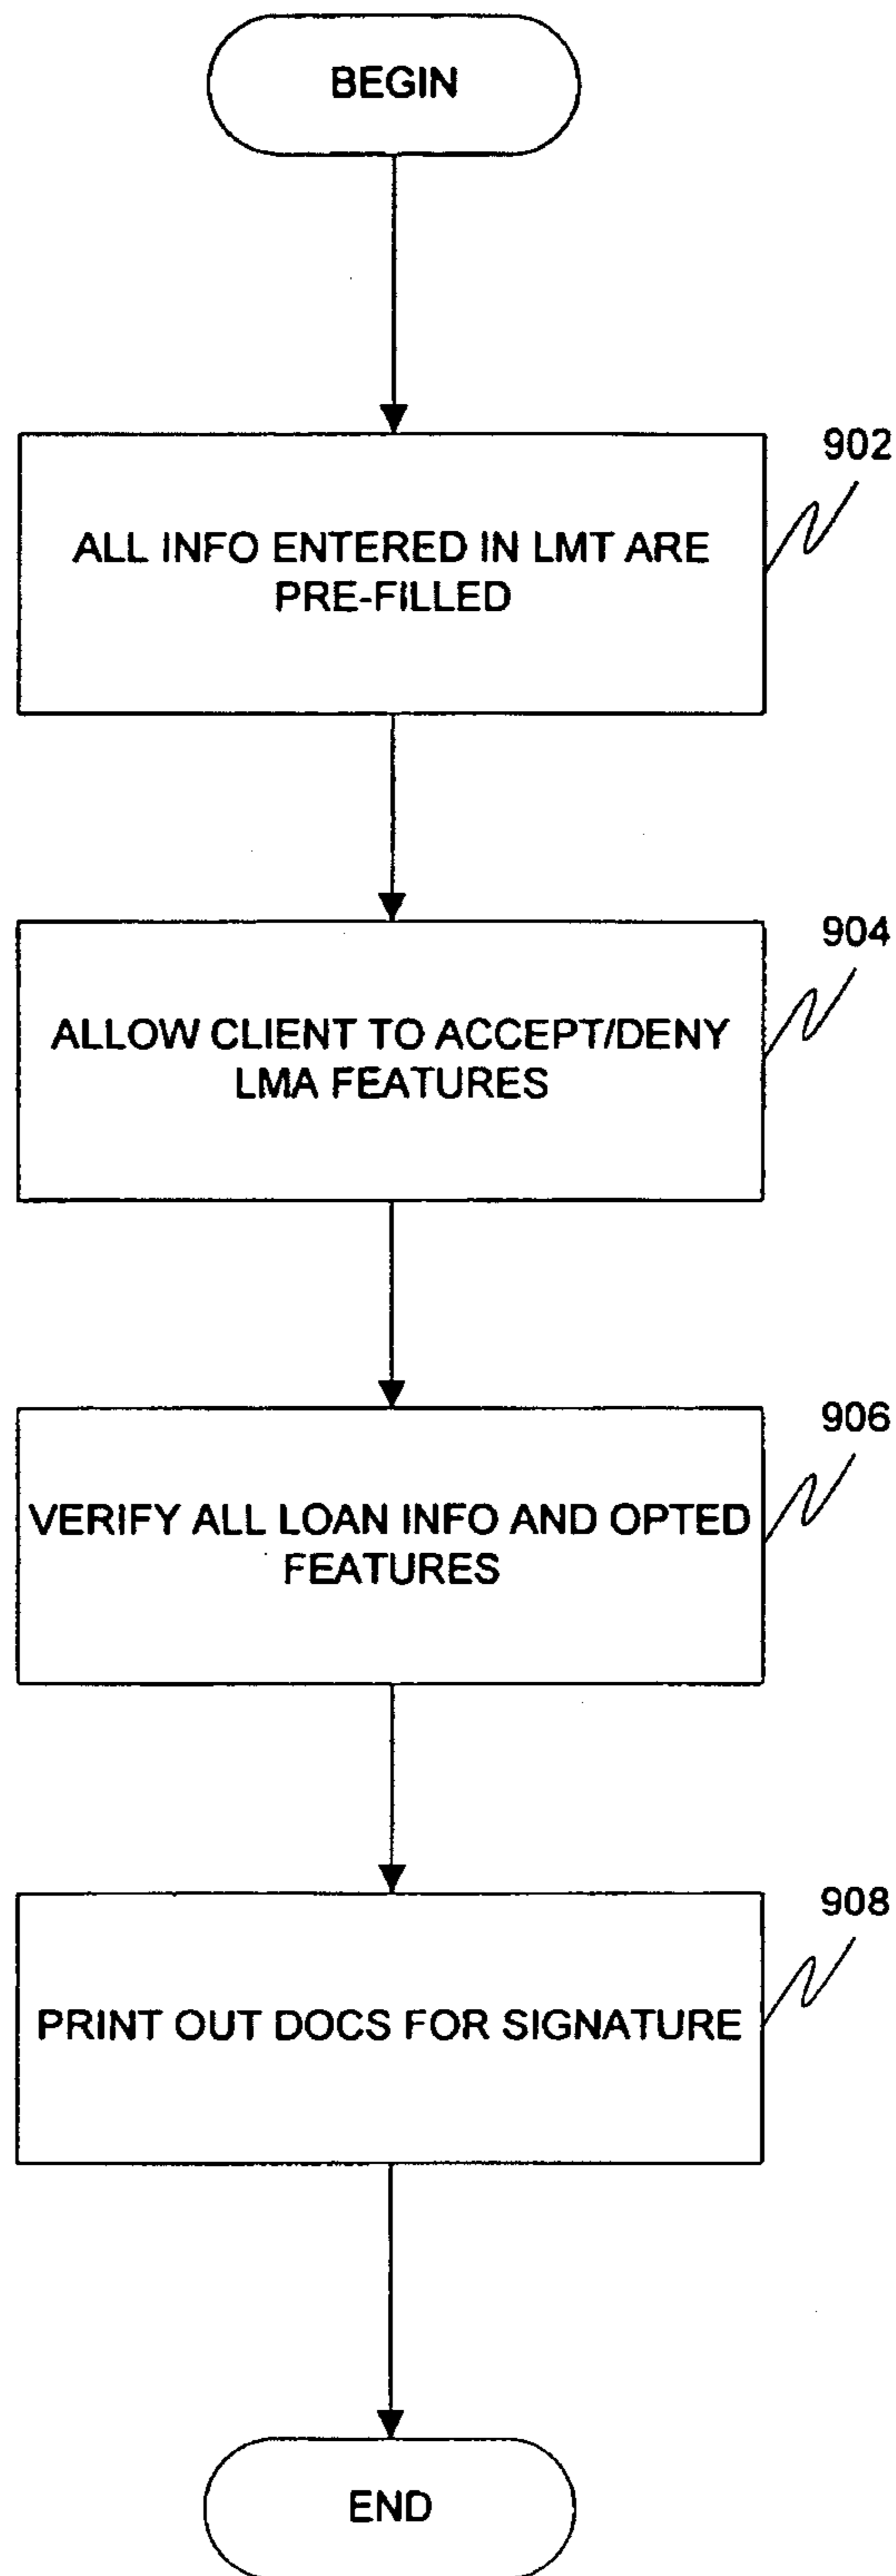 BEGIN
902
ALL INFO ENTERED IN LMT ARE
PRE-FILLED
904
ALLOW CLIENT TO ACCEPT/DENY
LMA FEATURES
906
VERIFY ALL LOAN INFO AND OPTED
FEATURES
908
PRINT OUT DOCS FOR SIGNATURE
END